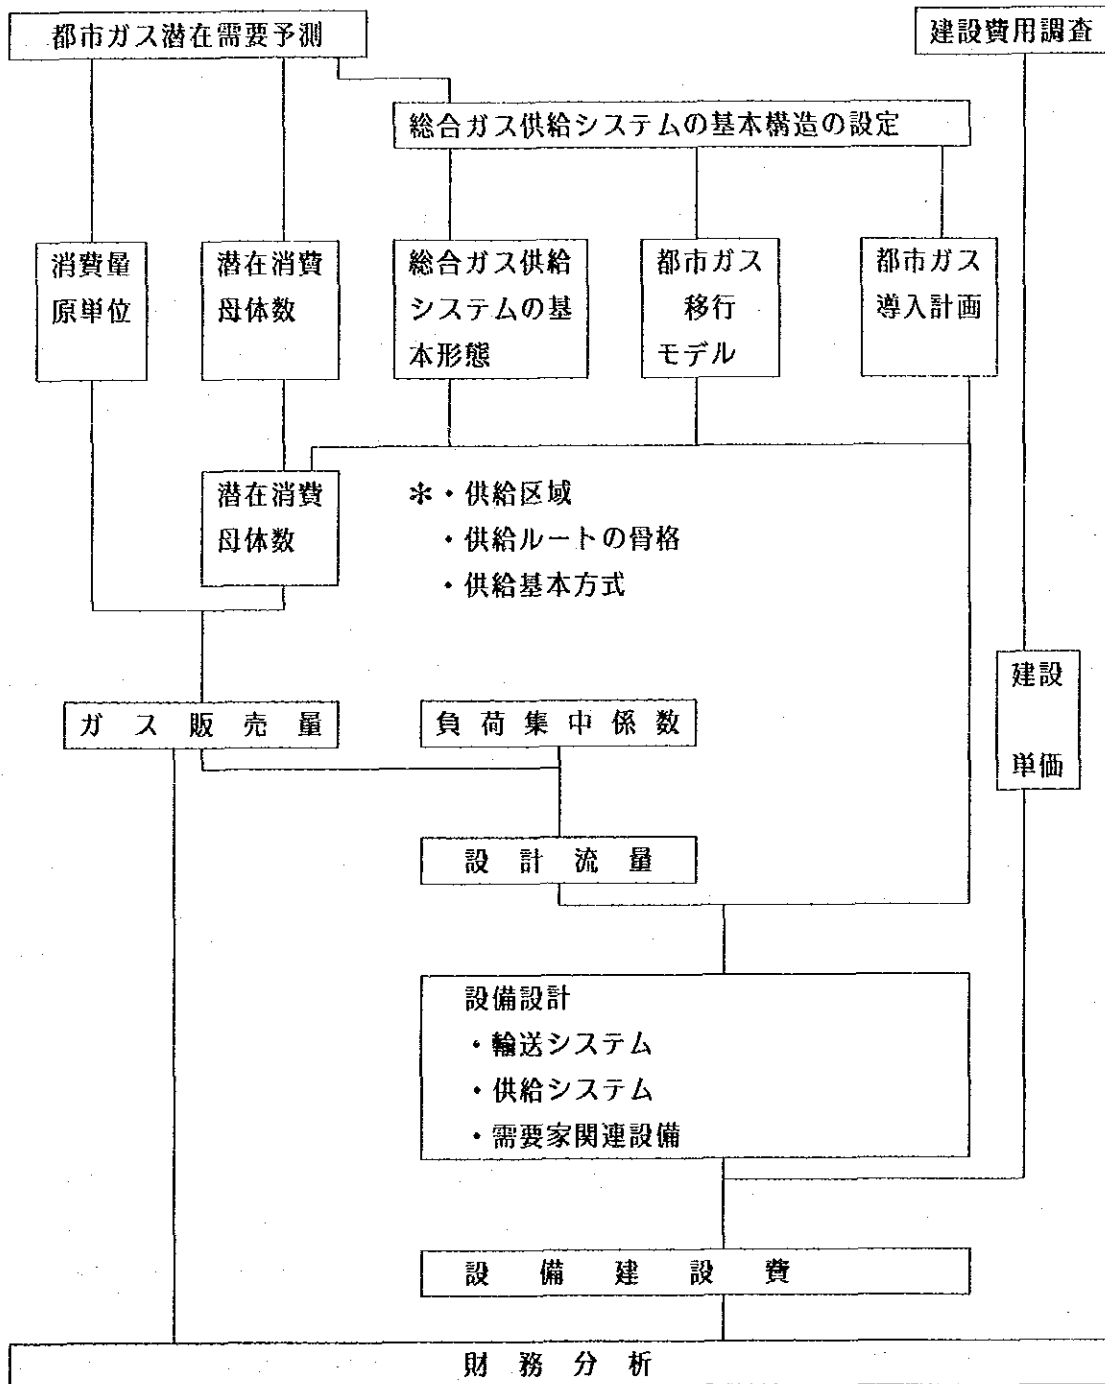 都市ガス潜在需要予測
建設費用調査
総合ガス供給システムの基本構造の設定
消費量
原単位
潜在消費
母体数
総合ガス供給
システムの基
本形態
都市ガス
移行
モデル
都市ガス
導入計画
潜在消費
母体数
＊・供給区域
・供給ルートの骨格
・供給基本方式
建設
単価
ガス販売量
負荷集中係数
設計流量
設備設計
・輸送システム
・供給システム
・需要家関連設備
設備建設費
財務分析